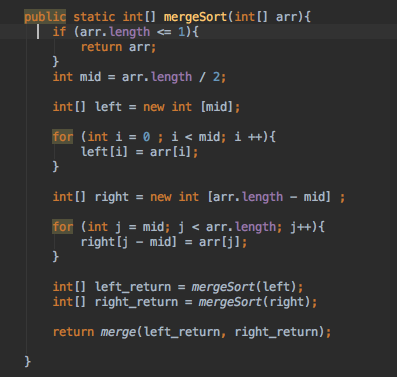 public static int[] mergeSort(int[] arr){
if (arr.length <= 1){
return arr;
}
int mid = arr.length / 2;
int[] left = new int [mid];
for (int i = 0 ; i < mid; i ++){
left[i] = arr[i];
}
int[] right = new int [arr.length - mid] ;
for (int j = mid; j < arr.length; j++){
right[j - mid] = arr[j];
}
int[] left_return = mergeSort(left);
int[] right_return = mergeSort(right);
return merge(left_return, right_return);
}